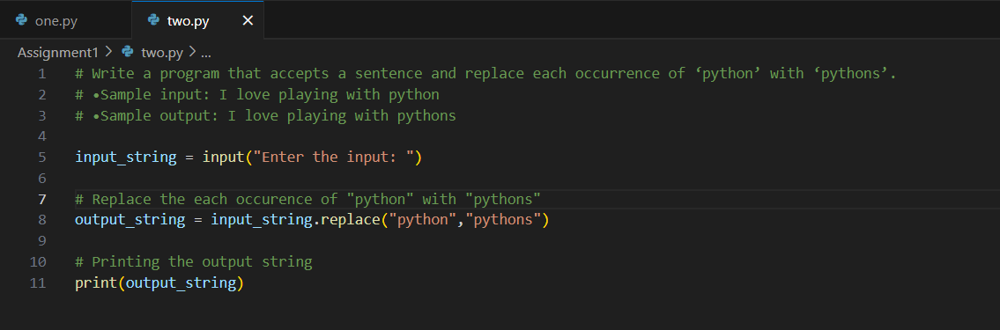 one.py two.py ×
Assignment1 > two.py > ...
1 # Write a program that accepts a sentence and replace each occurrence of ‘python’ with ‘pythons’.
2 # •Sample input: I love playing with python
3 # •Sample output: I love playing with pythons
4
5 input_string = input("Enter the input: ")
6
7 # Replace the each occurence of "python" with "pythons"
8 output_string = input_string.replace("python","pythons")
9
10 # Printing the output string
11 print(output_string)